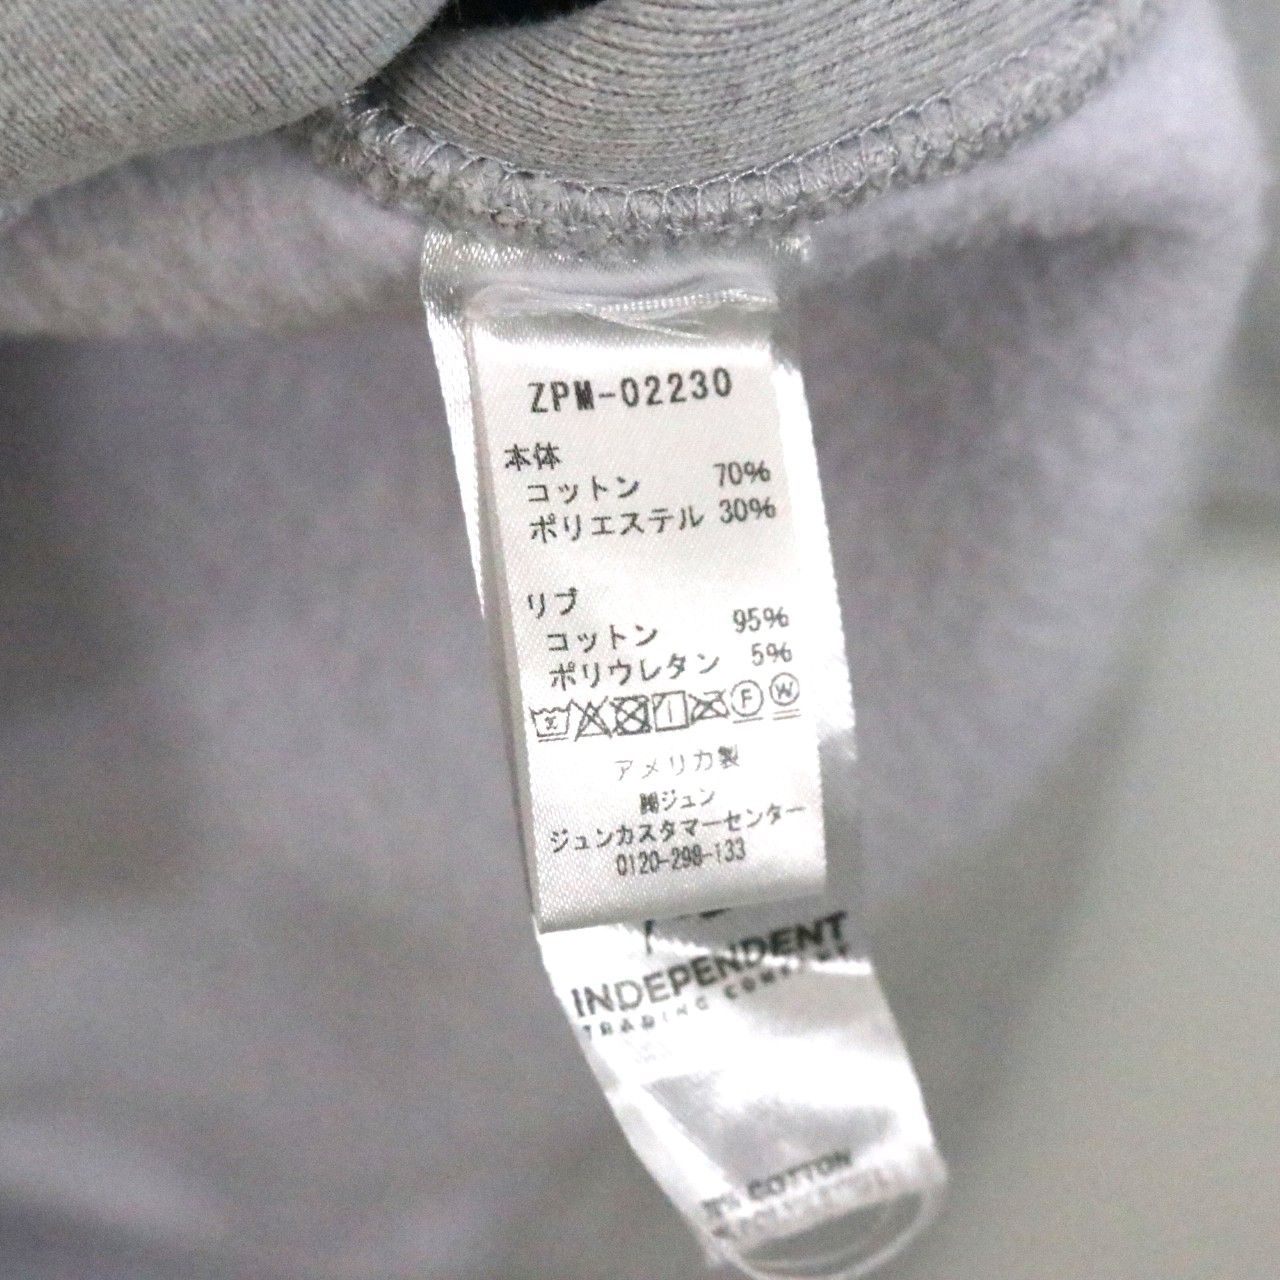 ZPM-02230
本体
コットン 70%
ポリエステル 30%
リブ
コットン 95%
ポリウレタン 5%
F W
アメリカ製
㈱ジュン
ジュンカスタマーセンター
0120-298-133
INDEPENDENT
TRADING COMPANY
COTTON